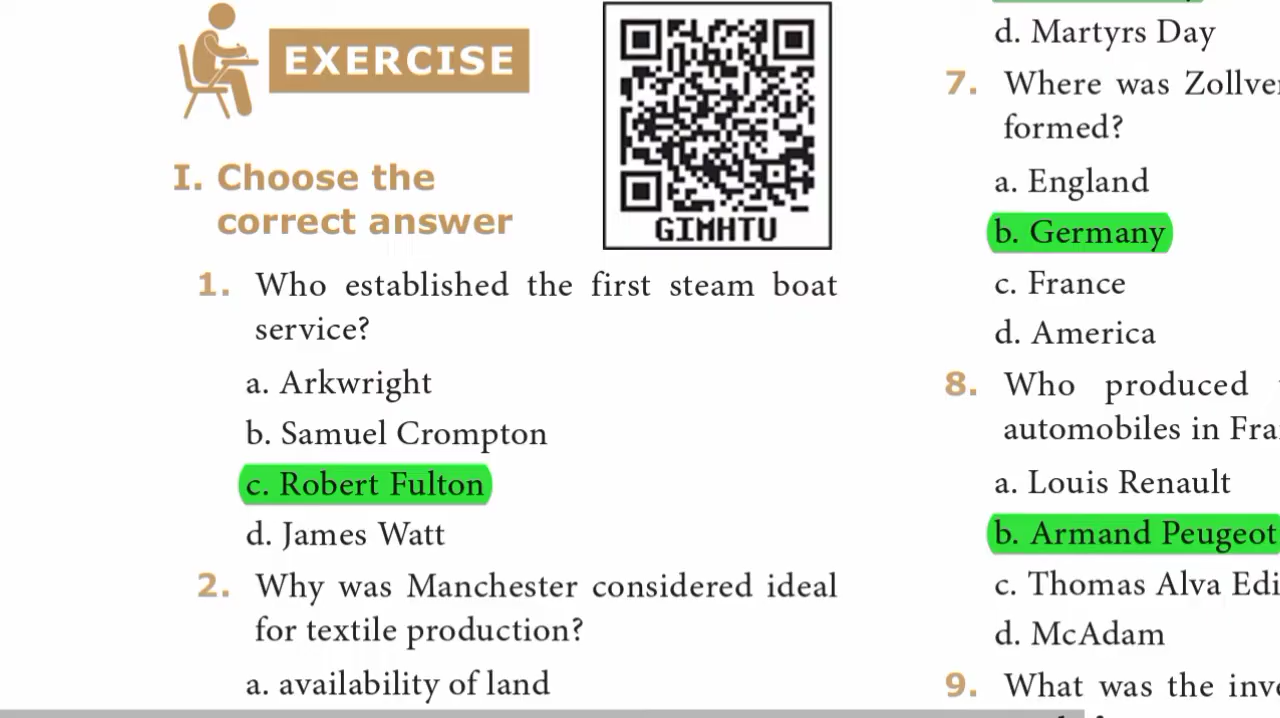 EXERCISE
GIMHTU
I. Choose the
correct answer
1. Who established the first steam boat
service?
a. Arkwright
b. Samuel Crompton
c. Robert Fulton
d. James Watt
2. Why was Manchester considered ideal
for textile production?
a. availability of land
d. Martyrs Day
7. Where was
formed?
a. England
b. Germany
c. France
d. America
8. Who produced
automobiles in
a. Louis Renault
b. Armand Peugeot
c. Thomas Alva
d. McAdam
9. What was the